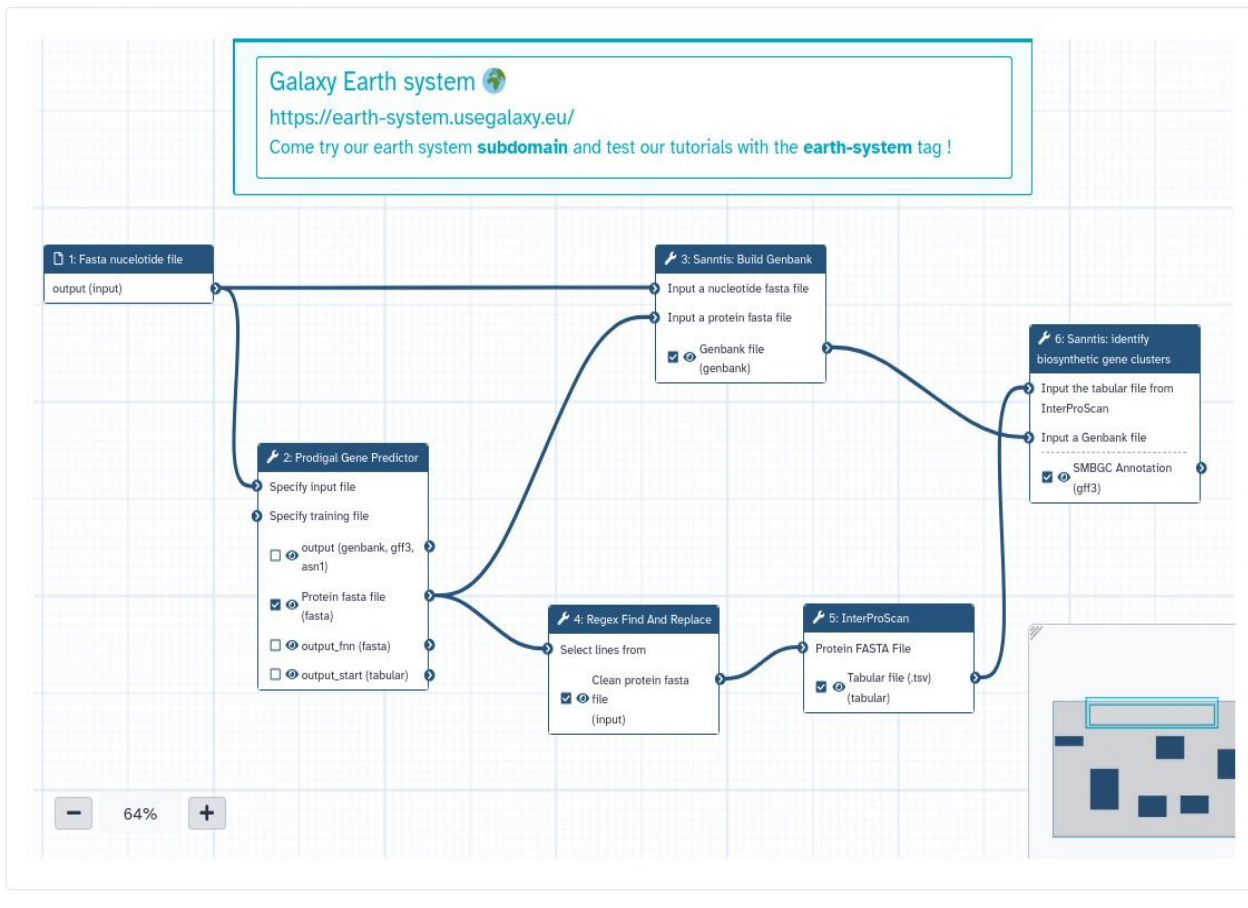 Galaxy Earth system 🌍
https://earth-system.usegalaxy.eu/
Come try our earth system subdomain and test our tutorials with the earth-system tag !
1: Fasta nucelotide file
output (input)
2: Prodigal Gene Predictor
Specify input file
Specify training file
output (genbank, gff3,
asn1)
Protein fasta file
(fasta)
output_fnn (fasta)
output_start (tabular)
3: Sanntis: Build Genbank
Input a nucleotide fasta file
Input a protein fasta file
Genbank file
(genbank)
4: Regex Find And Replace
Select lines from
Clean protein fasta
file
(input)
5: InterProScan
Protein FASTA File
Tabular file (.tsv)
(tabular)
6: Sanntis: identify
biosynthetic gene clusters
Input the tabular file from
InterProScan
Input a Genbank file
SMBGC Annotation
(gff3)
64%